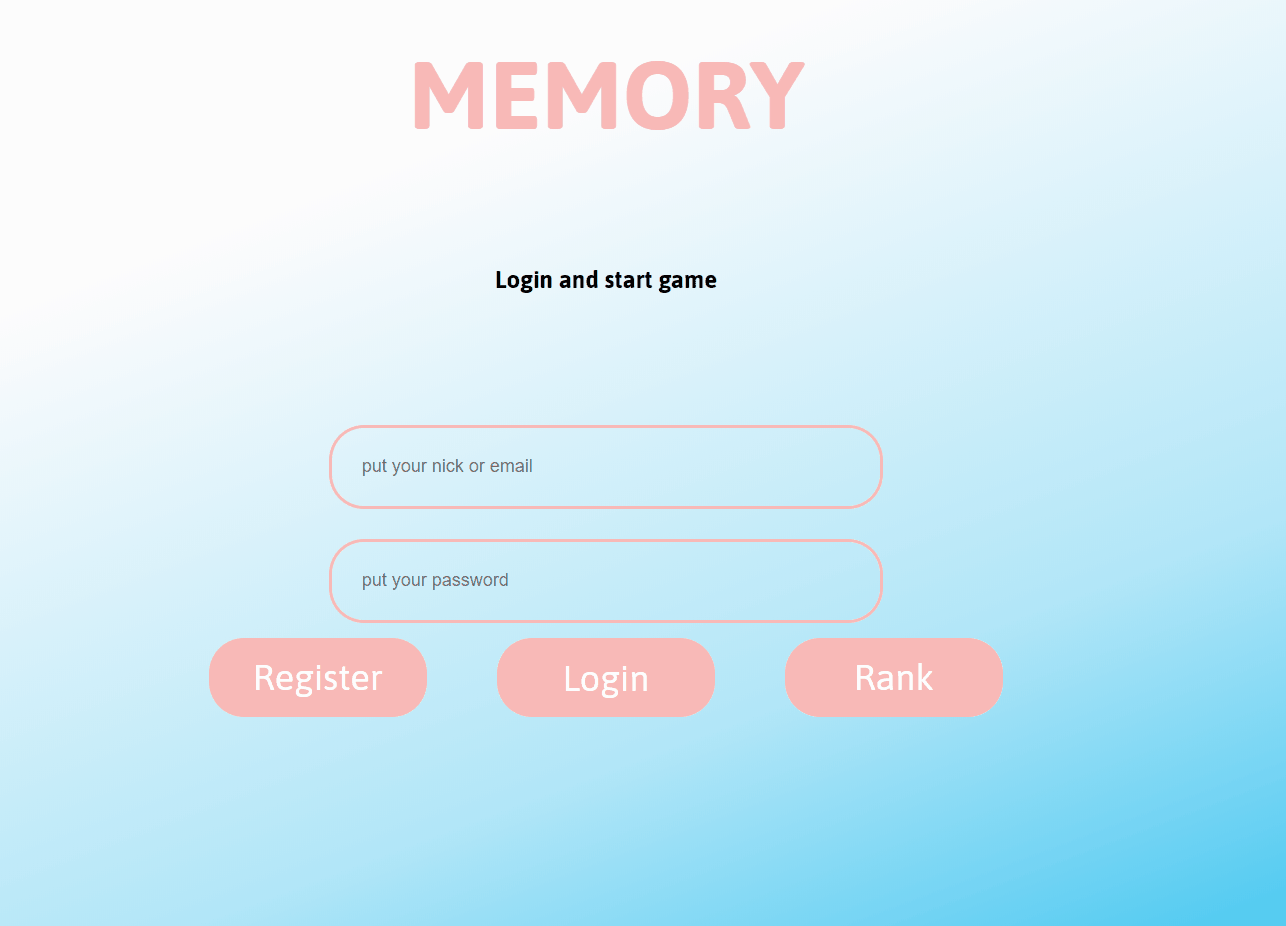 MEMORY
Login and start game
put your nick or email
put your password
Register Login Rank